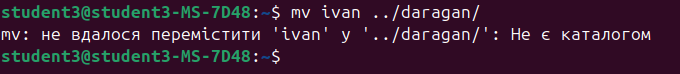 student3@student3-MS-7D48:~$ mv ivan ../daragan/
mv: не вдалося перемістити 'ivan' у '../daragan/': Не є каталогом
student3@student3-MS-7D48:~$